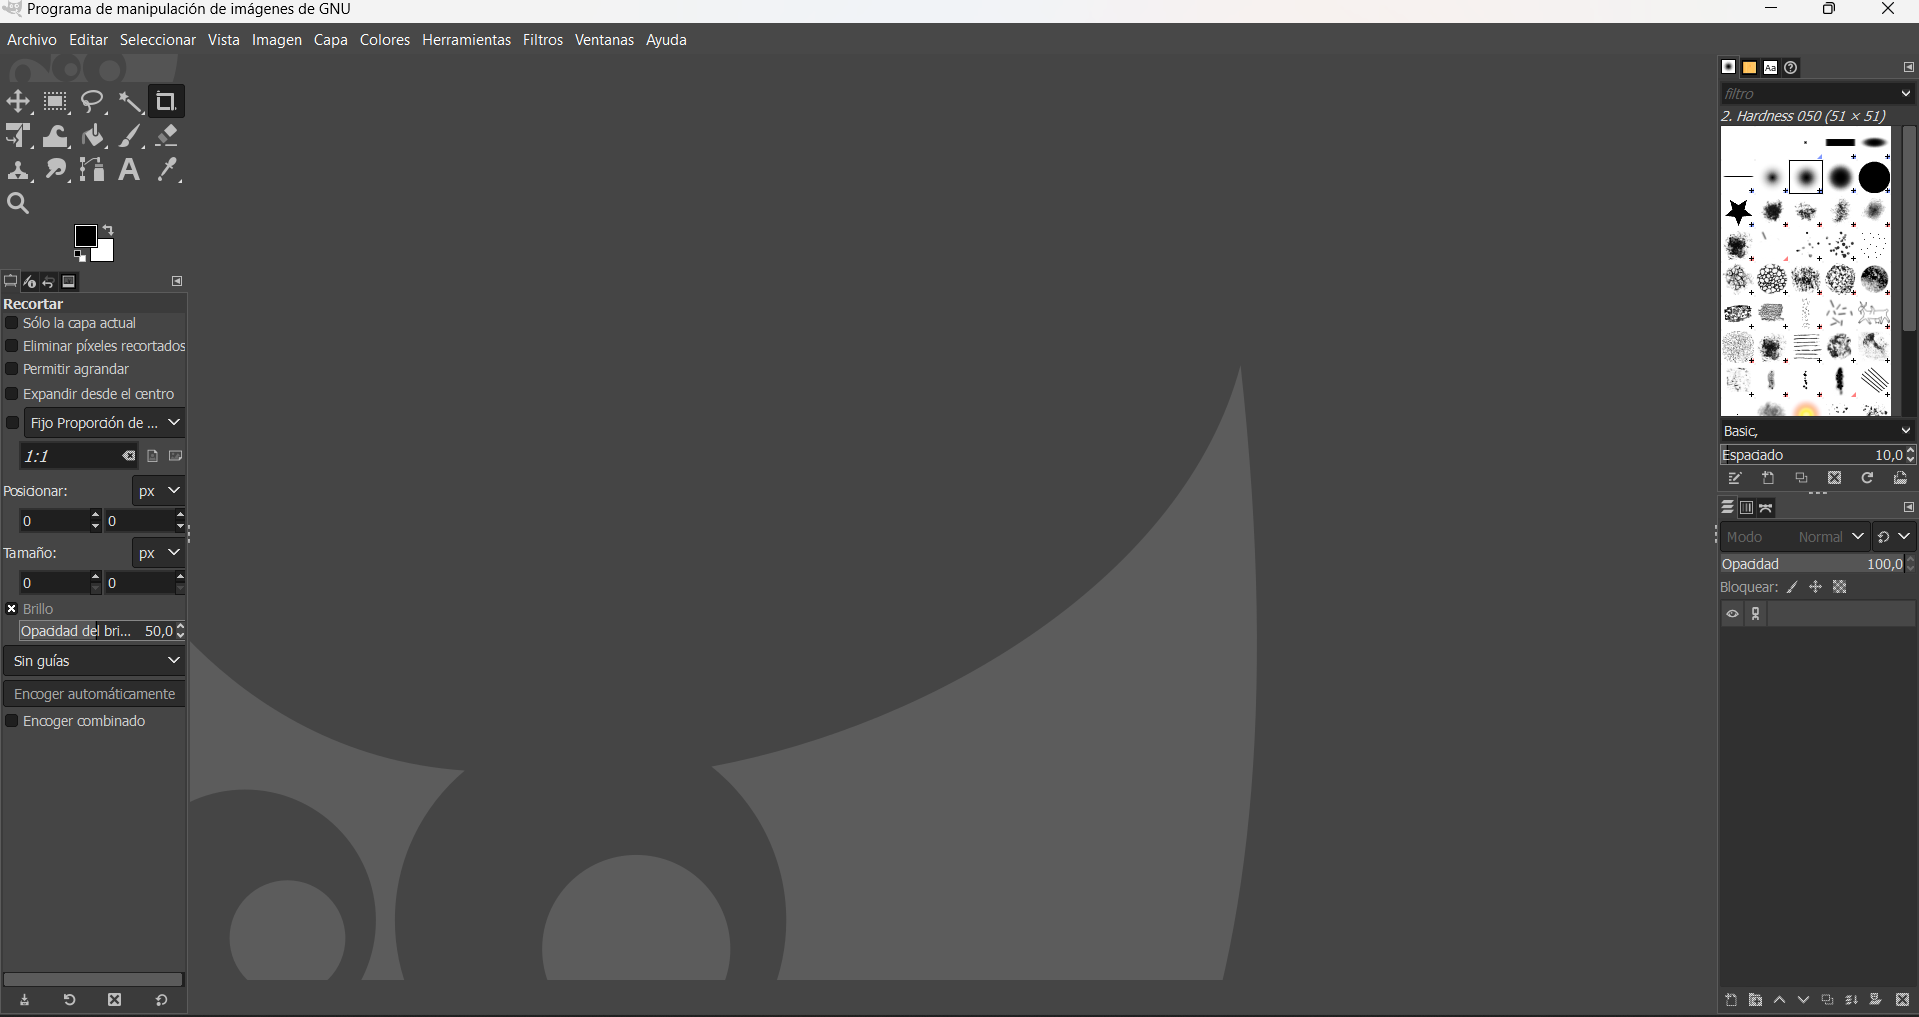 Programa de manipulación de imágenes de GNU
Archivo Editar Seleccionar Vista Imagen Capa Colores Herramientas Filtros Ventanas Ayuda
Recortar
Sólo la capa actual
Eliminar píxeles recortados
Permitir agrandar
Expandir desde el centro
Fijo Proporción de ...
1:1
Posicionar: px
0 0
Tamaño: px
0 0
Brillo
Opacidad del bri... 50,0
Sin guías
Encoger automáticamente
Encoger combinado
Aa
filtro
2. Hardness 050 (51 × 51)
Basic,
Espaciado 10,0
Modo Normal
Opacidad 100,0
Bloquear: